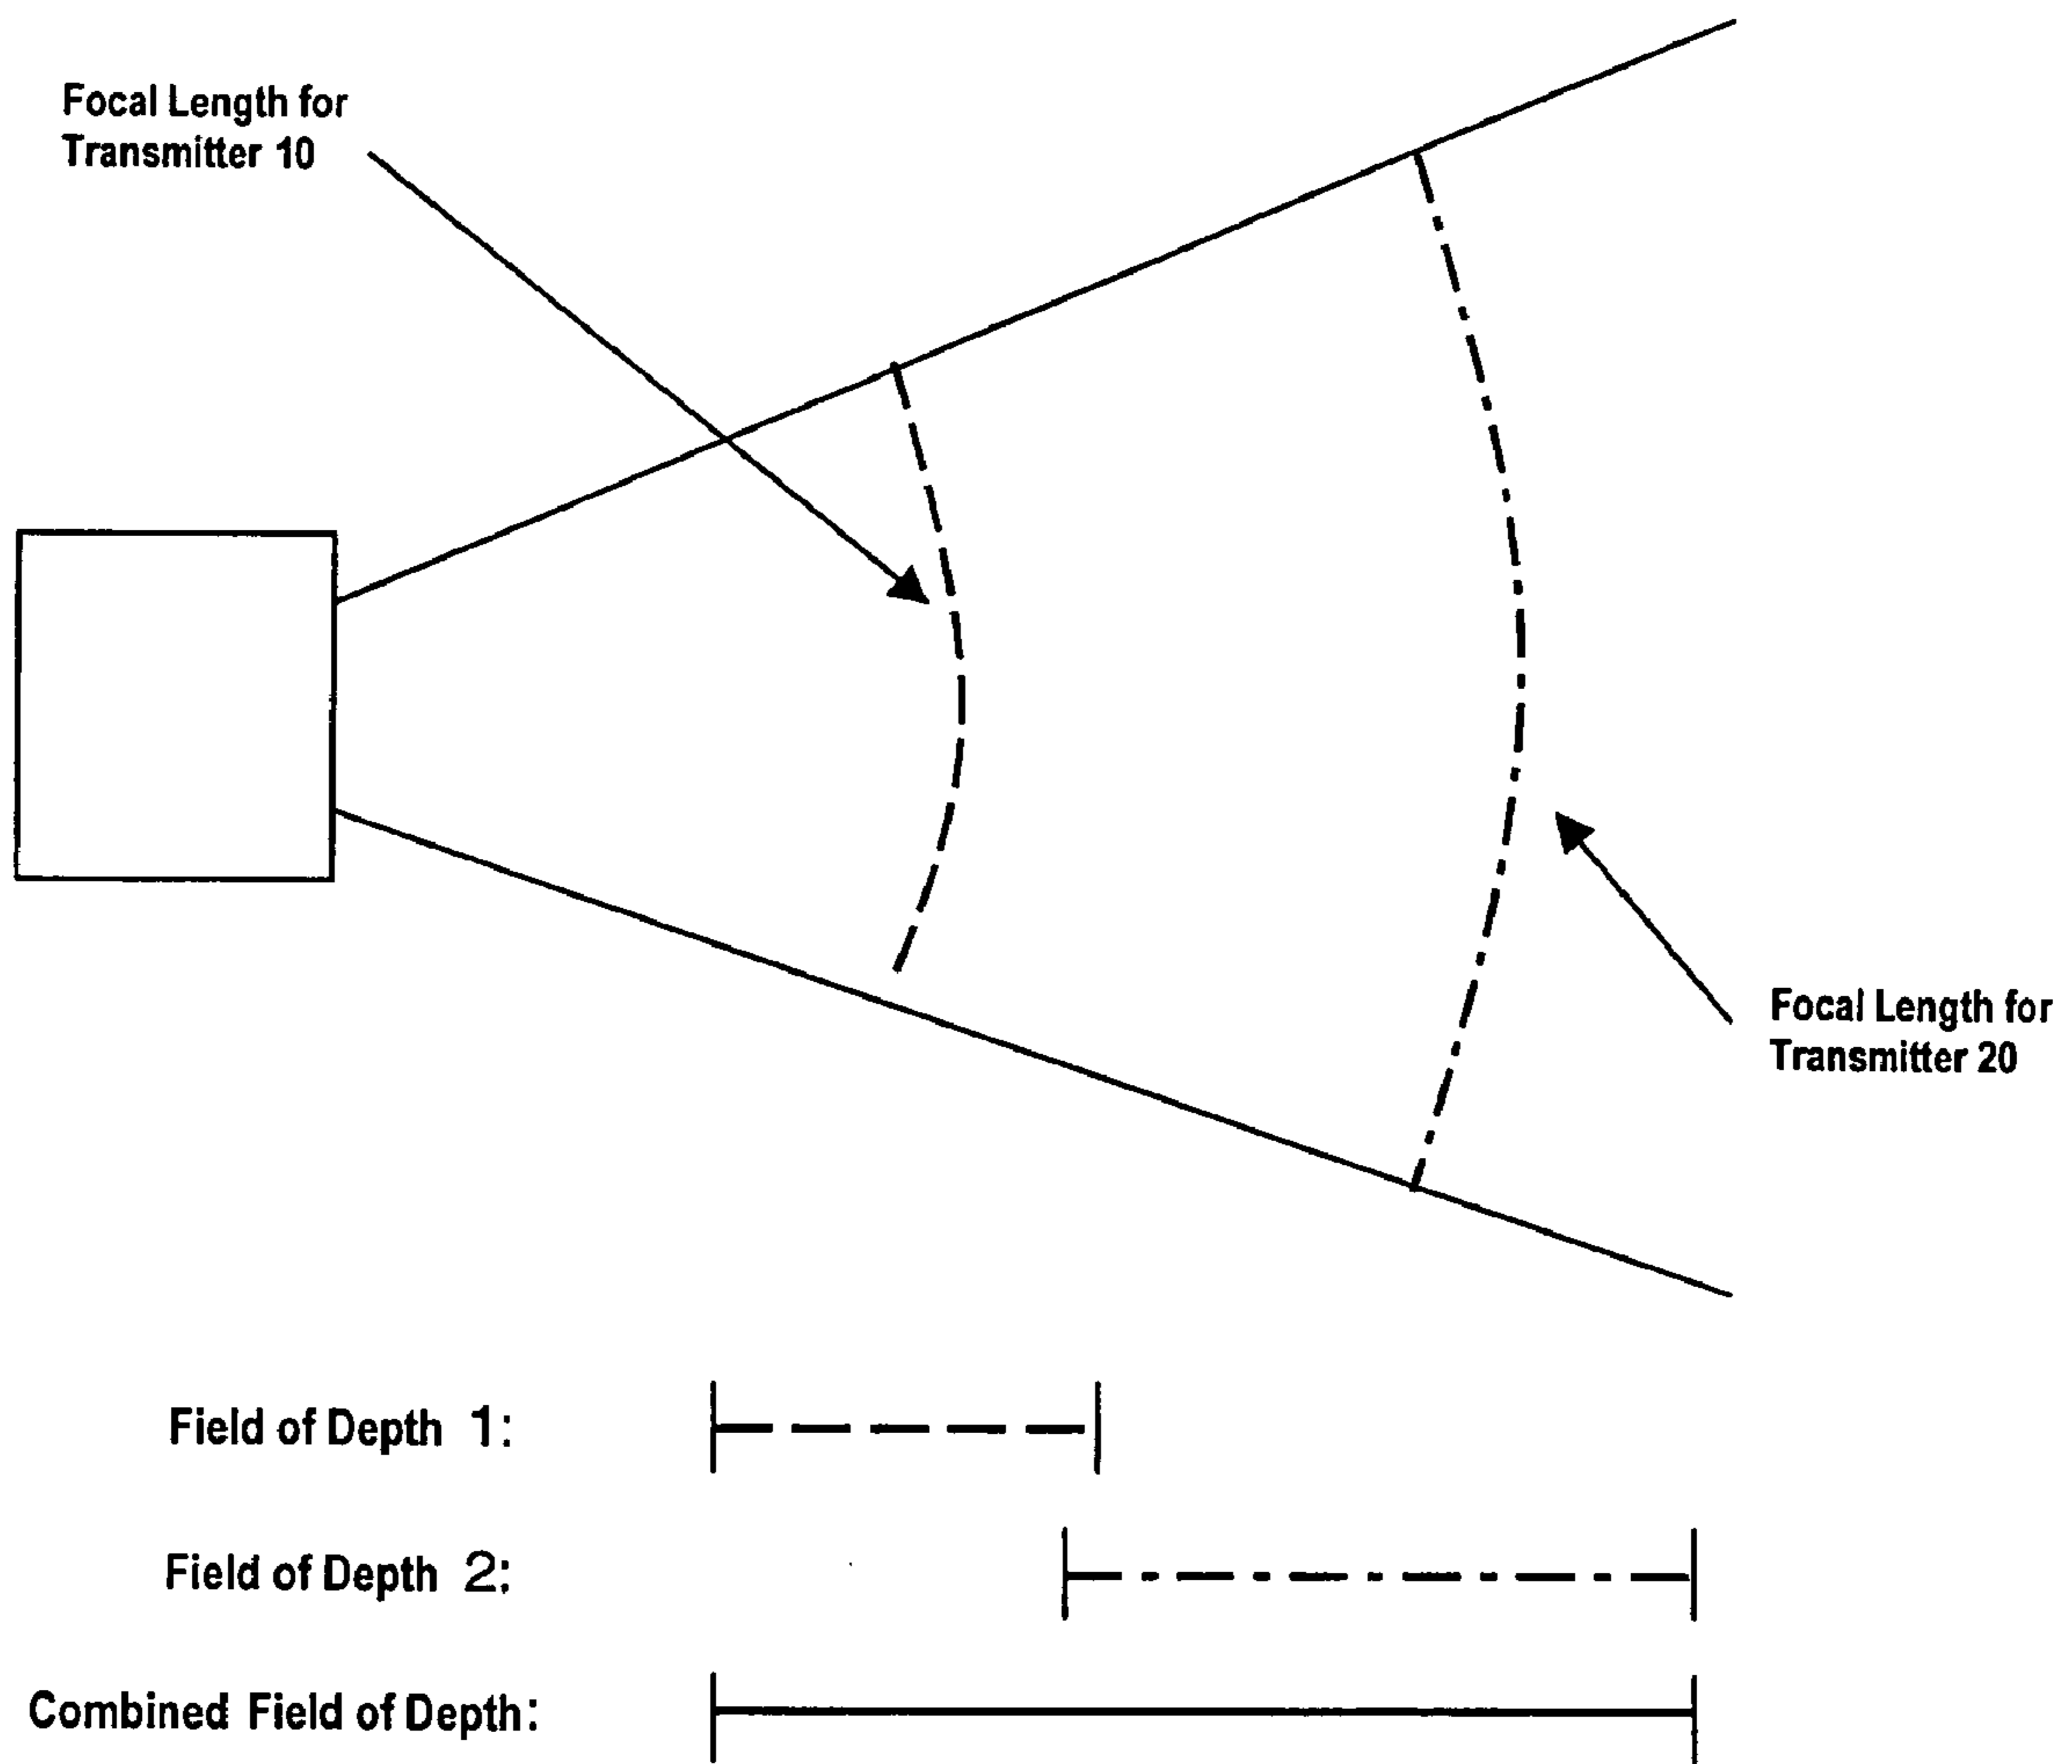 Focal Length for
Transmitter 10
Focal Length for
Transmitter 20
Field of Depth 1:
Field of Depth 2:
Combined Field of Depth: